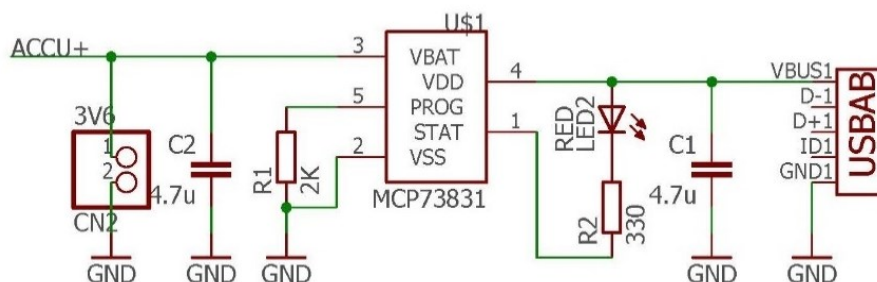 U$1
ACCU+
3
VBAT
VDD
4
VBUS1
5
PROG
D-1
3V6
STAT
1
RED
LED2
D+1
USBAB
1
C2
R1
2K
2
VSS
C1
ID1
2
GND1
4.7u
MCP73831
R2
330
4.7u
CN2
GND
GND
GND
GND
GND